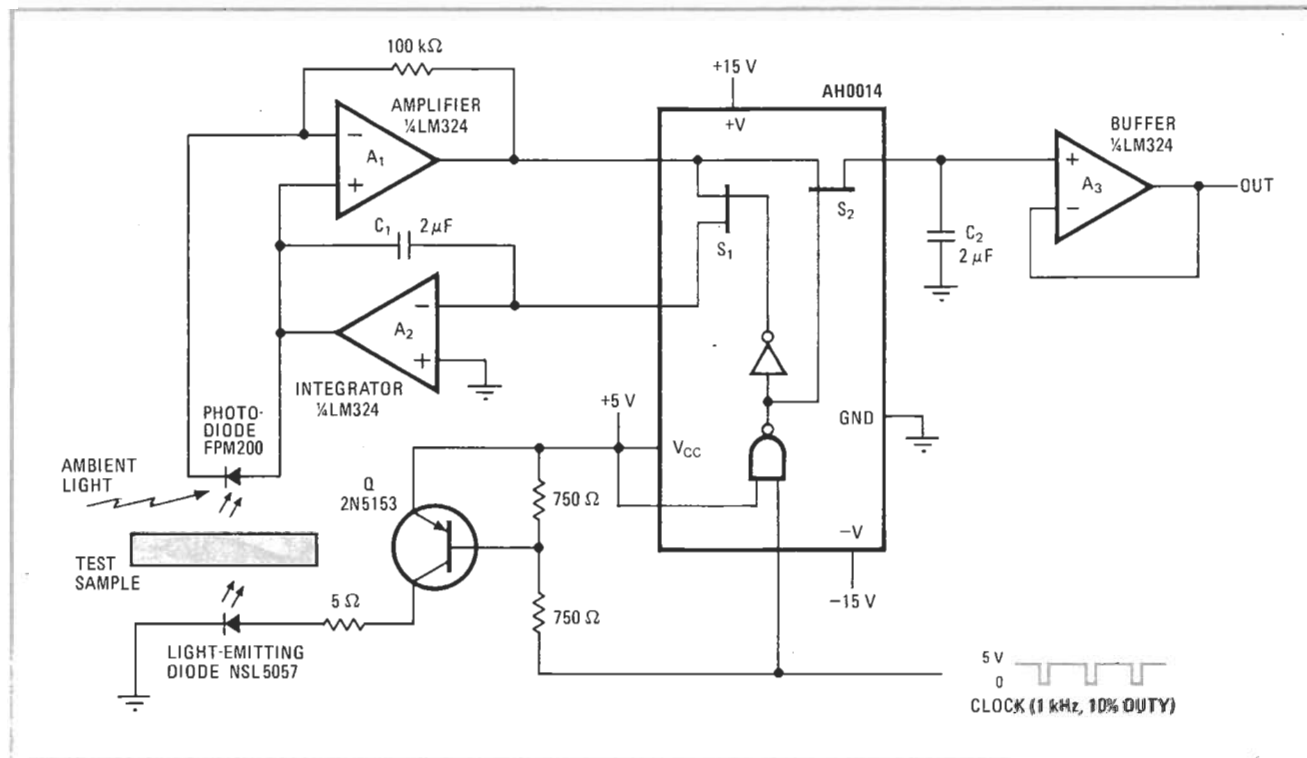 100 kΩ
AMPLIFIER
¼LM324
−
A1
+
C1
2 μF
−
A2
+
INTEGRATOR
¼LM324
PHOTO-
DIODE
FPM200
AMBIENT
LIGHT
TEST
SAMPLE
LIGHT-EMITTING
DIODE NSL5057
5 Ω
Q
2N5153
+5 V
750 Ω
750 Ω
+15 V
AH0014
+V
S1
S2
VCC
GND
−V
−15 V
BUFFER
¼LM324
+
A3
−
OUT
C2
2 μF
5 V
0
CLOCK (1 kHz, 10% DUTY)